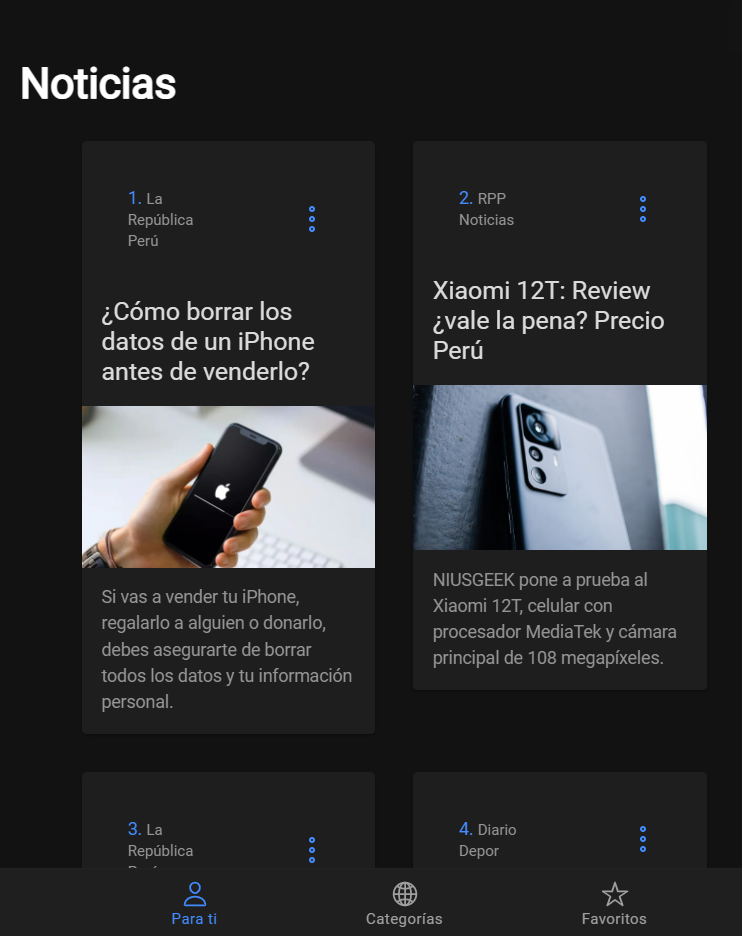 Noticias
1. La
República
Perú
¿Cómo borrar los
datos de un iPhone
antes de venderlo?
Si vas a vender tu iPhone,
regalarlo a alguien o donarlo,
debes asegurarte de borrar
todos los datos y tu información
personal.
2. RPP
Noticias
Xiaomi 12T: Review
¿vale la pena? Precio
Perú
NIUSGEEK pone a prueba al
Xiaomi 12T, celular con
procesador MediaTek y cámara
principal de 108 megapíxeles.
3. La
República
4. Diario
Depor
Para ti
Categorías
Favoritos